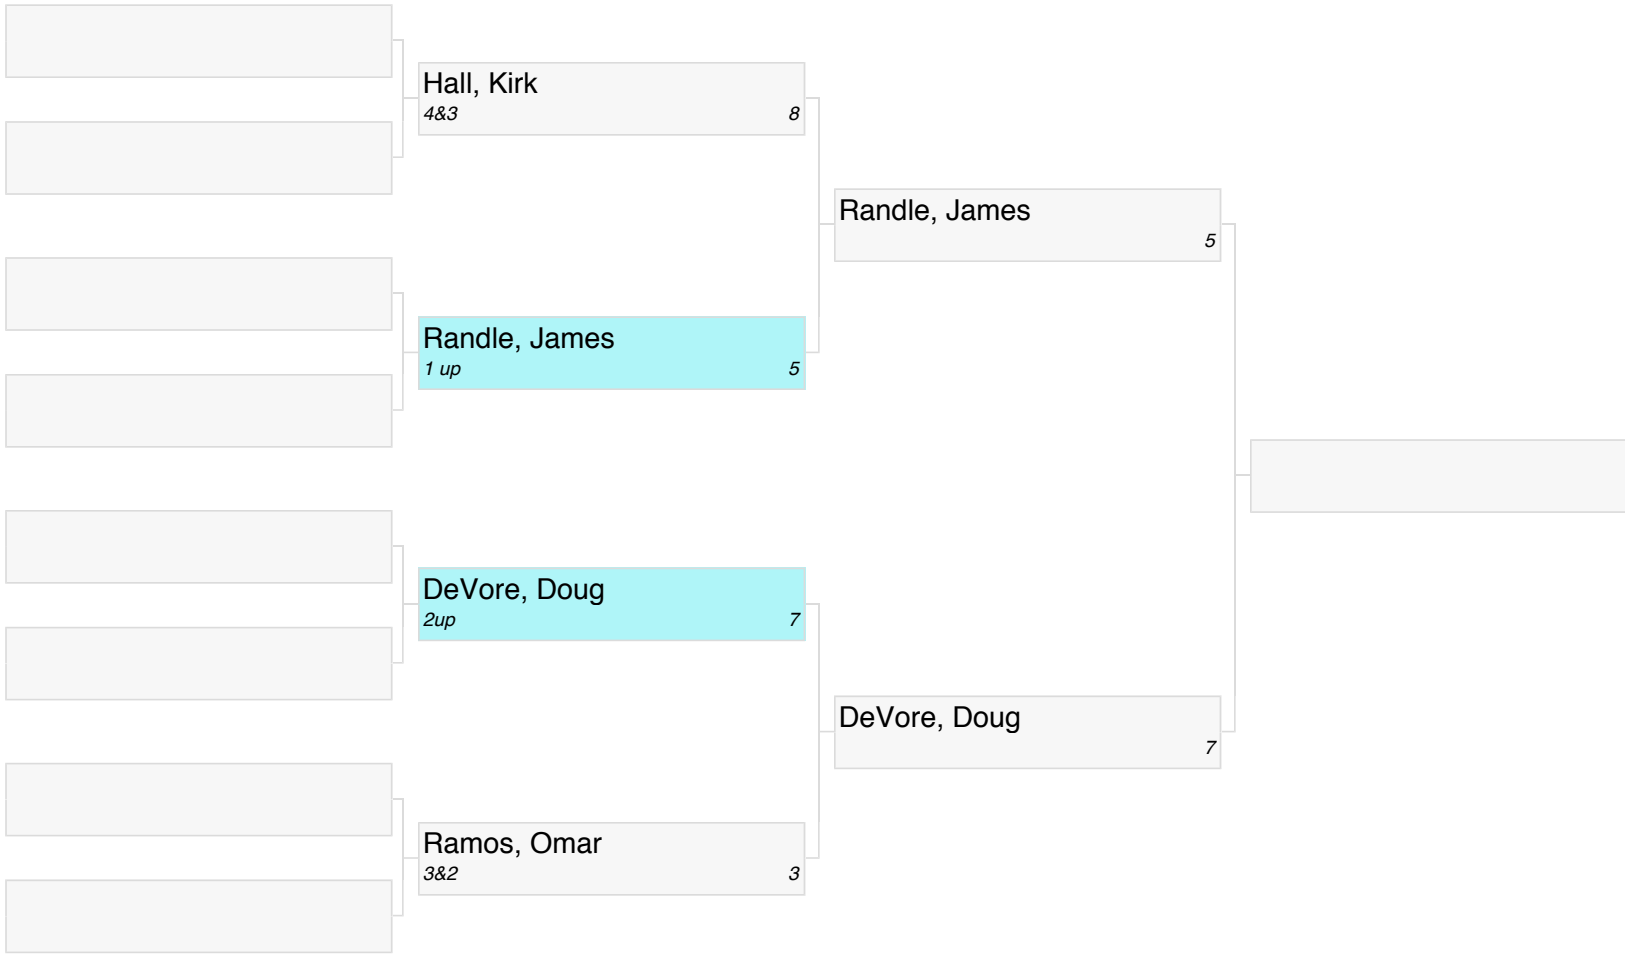 Hall, Kirk
4&3 8
Randle, James
5
Randle, James
1 up 5
DeVore, Doug
2up 7
DeVore, Doug
7
Ramos, Omar
3&2 3